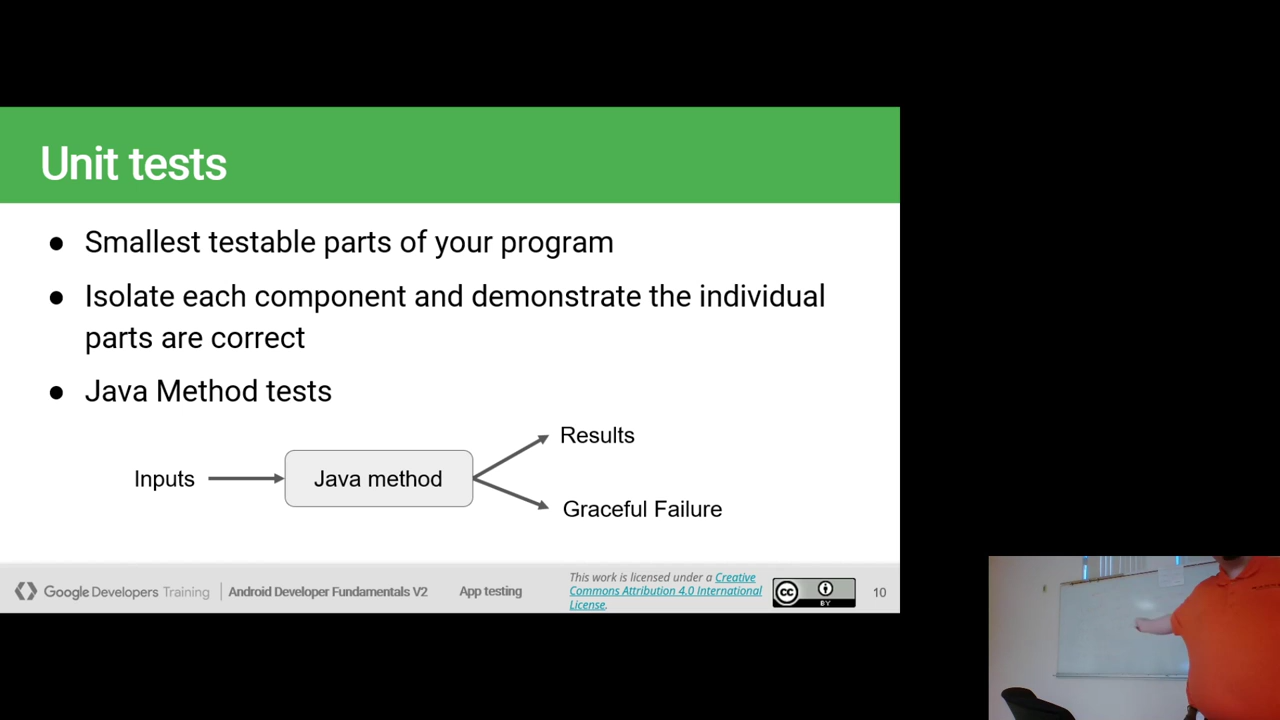 Unit tests
● Smallest testable parts of your program
● Isolate each component and demonstrate the individual
parts are correct
● Java Method tests
Results
Inputs
Java method
Graceful Failure
Google Developers Training
Android Developer Fundamentals V2
App testing
This work is licensed under a Creative
Commons Attribution 4.0 International
License.
cc
BY
10